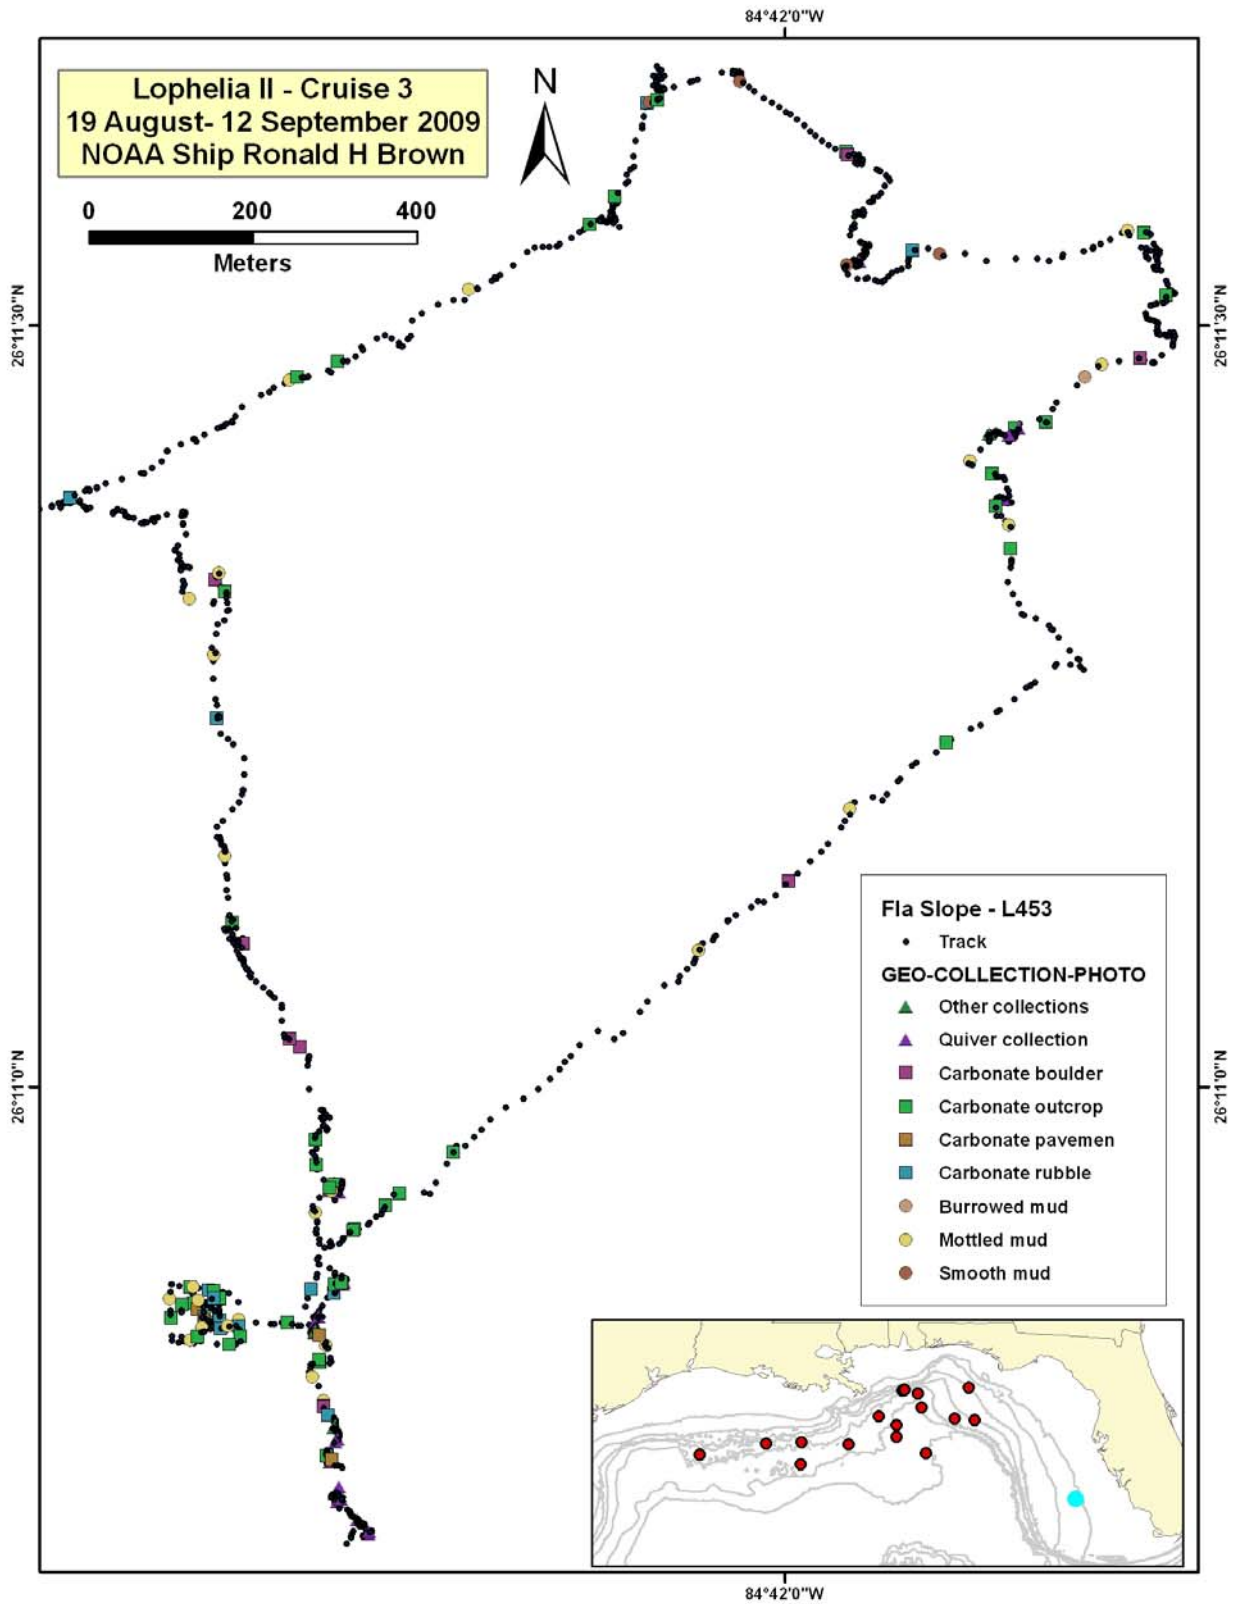 84°42'0"W
Lophelia II - Cruise 3
19 August- 12 September 2009
NOAA Ship Ronald H Brown
N
0 200 400
Meters
26°11'30"N
26°11'30"N
Fla Slope - L453
Track
GEO-COLLECTION-PHOTO
Other collections
Quiver collection
Carbonate boulder
Carbonate outcrop
Carbonate pavemen
Carbonate rubble
Burrowed mud
Mottled mud
Smooth mud
26°11'0"N
26°11'0"N
84°42'0"W